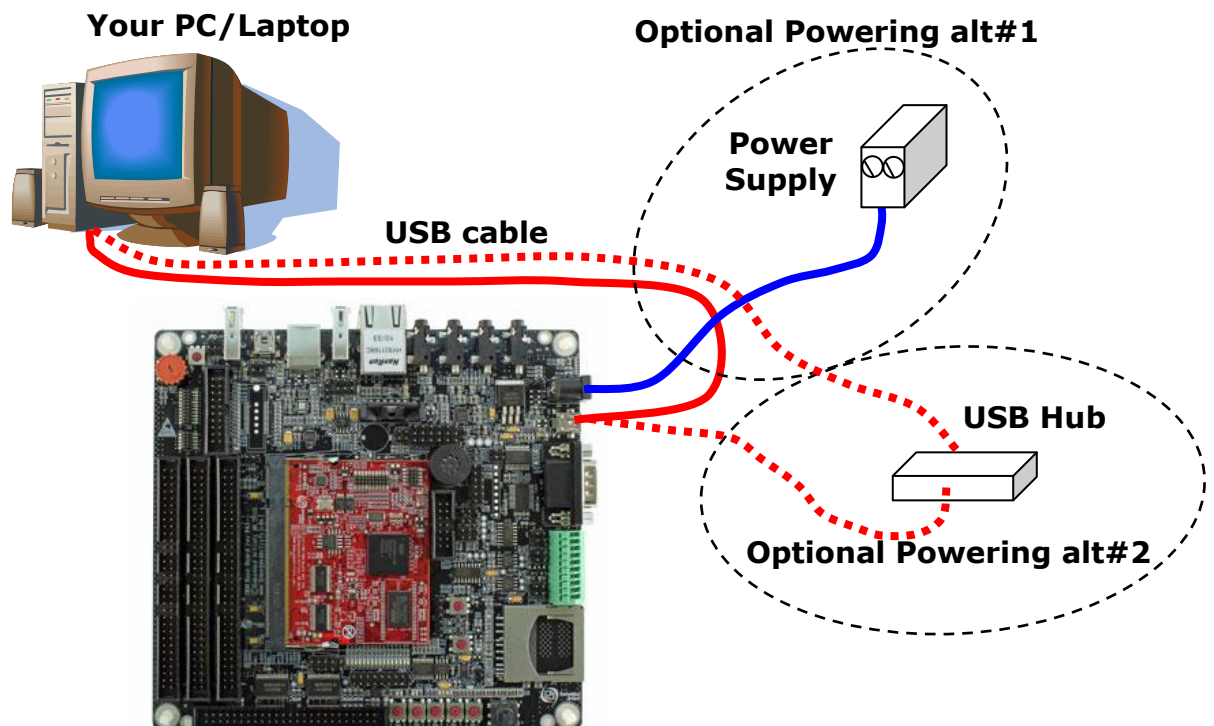 Your PC/Laptop
Optional Powering alt#1
Power
Supply
USB cable
USB Hub
Optional Powering alt#2